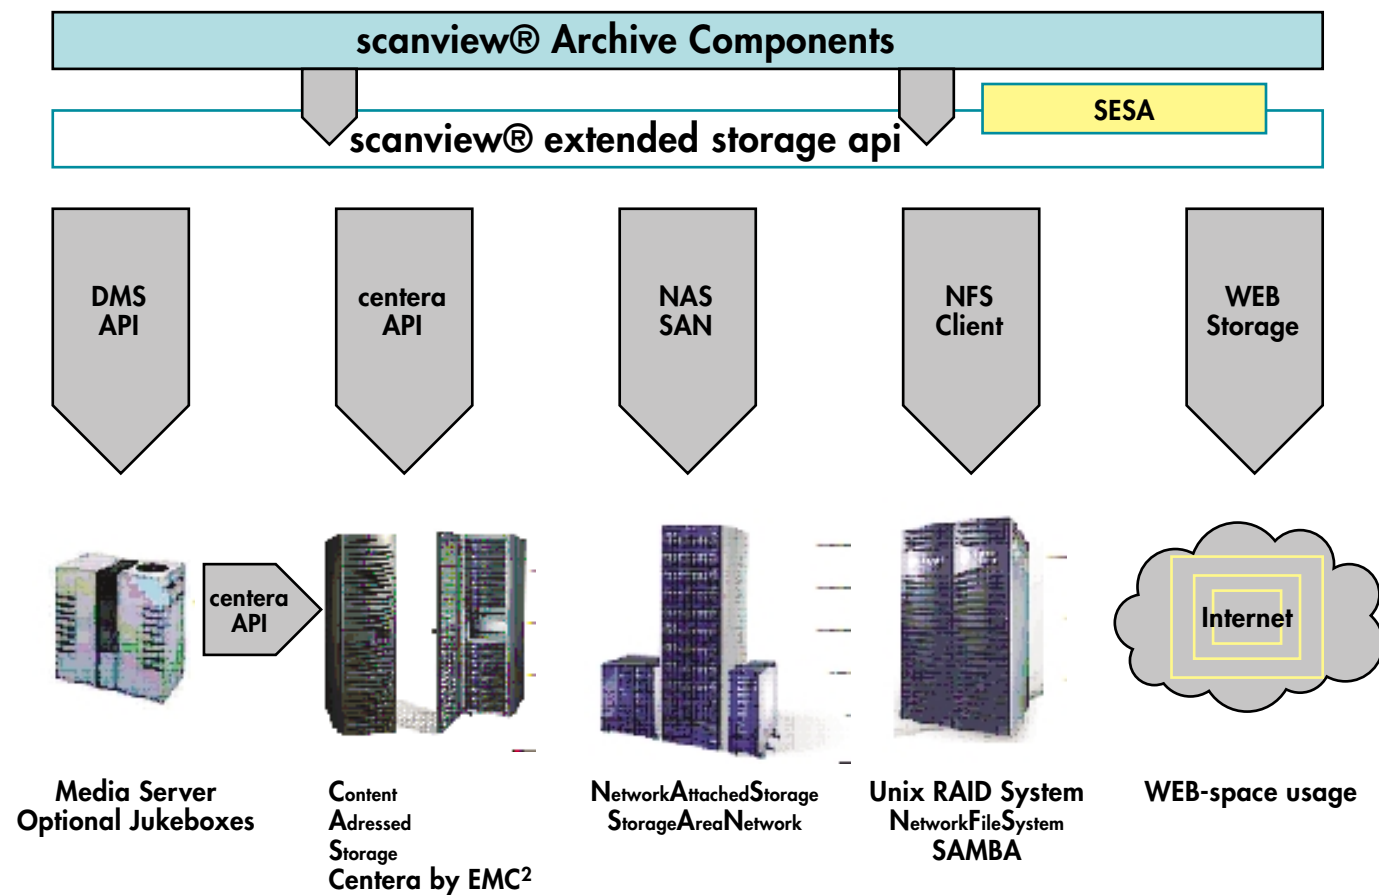 scanview® Archive Components
SESA
scanview® extended storage api
DMS
API
centera
API
NAS
SAN
NFS
Client
WEB
Storage
centera
API
Internet
Media Server
Optional Jukeboxes
Content
Adressed
Storage
Centera by EMC²
NetworkAttachedStorage
StorageAreaNetwork
Unix RAID System
NetworkFileSystem
SAMBA
WEB-space usage